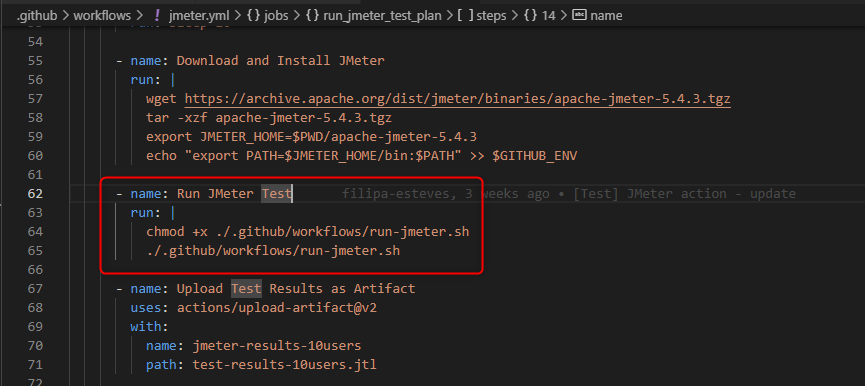 .github > workflows > ! jmeter.yml > {} jobs > {} run_jmeter_test_plan > [ ] steps > {} 14 > abc name
54
55 - name: Download and Install JMeter
56 run: |
57 wget https://archive.apache.org/dist/jmeter/binaries/apache-jmeter-5.4.3.tgz
58 tar -xzf apache-jmeter-5.4.3.tgz
59 export JMETER_HOME=$PWD/apache-jmeter-5.4.3
60 echo "export PATH=$JMETER_HOME/bin:$PATH" >> $GITHUB_ENV
61
62 - name: Run JMeter Test filipa-esteves, 3 weeks ago • [Test] JMeter action - update
63 run: |
64 chmod +x ./.github/workflows/run-jmeter.sh
65 ./.github/workflows/run-jmeter.sh
66
67 - name: Upload Test Results as Artifact
68 uses: actions/upload-artifact@v2
69 with:
70 name: jmeter-results-10users
71 path: test-results-10users.jtl
72